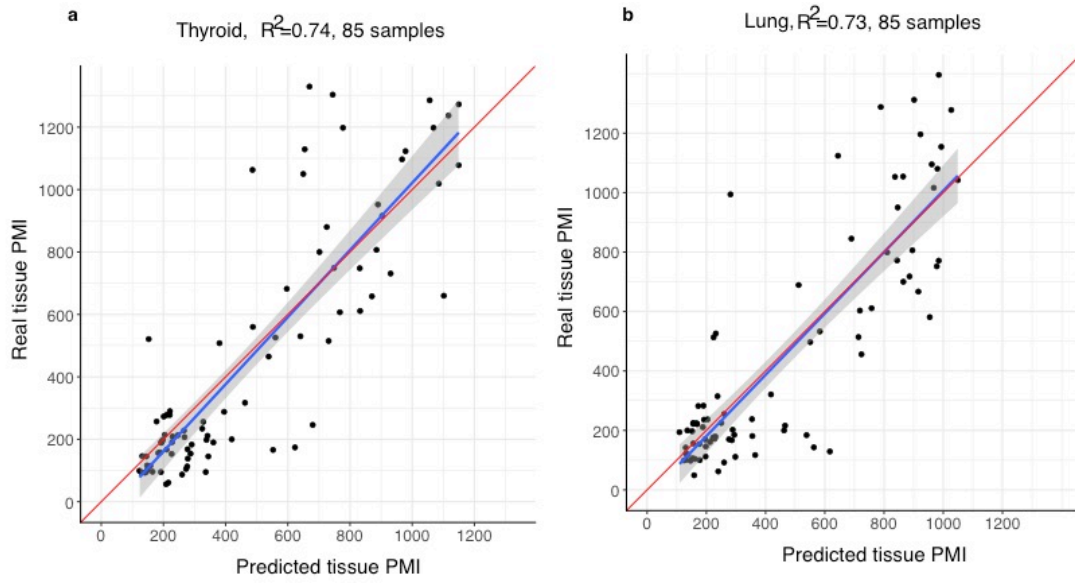 a
Thyroid, R2=0.74, 85 samples
Real tissue PMI
1200
1000
800
600
400
200
0
0 200 400 600 800 1000 1200
Predicted tissue PMI
b
Lung, R2=0.73, 85 samples
Real tissue PMI
1200
1000
800
600
400
200
0
0 200 400 600 800 1000 1200
Predicted tissue PMI